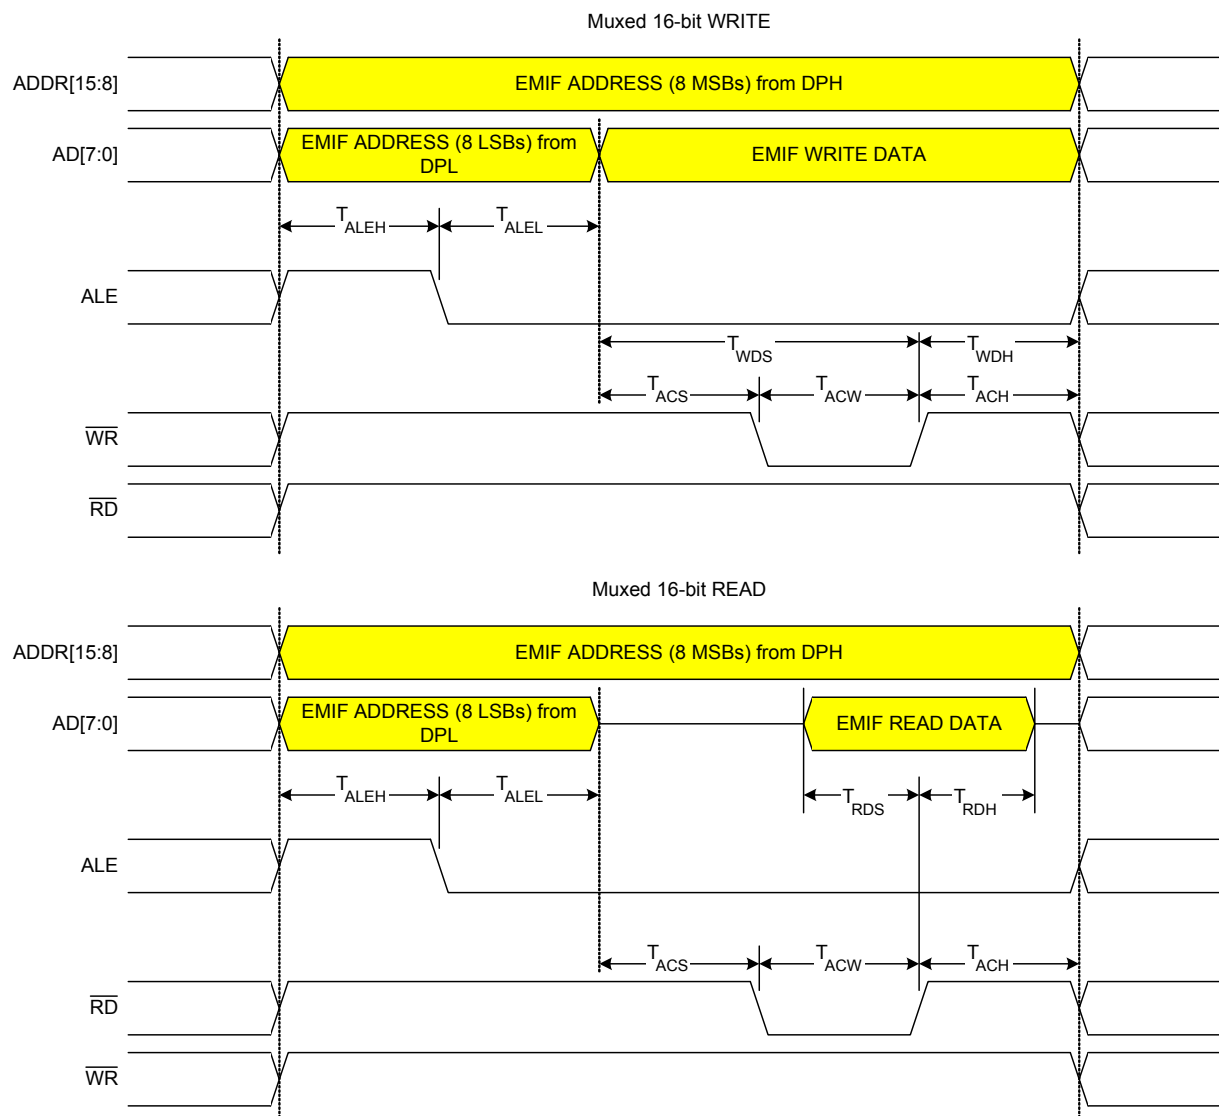 Muxed 16-bit WRITE
ADDR[15:8]
EMIF ADDRESS (8 MSBs) from DPH
AD[7:0]
EMIF ADDRESS (8 LSBs) from
DPL
EMIF WRITE DATA
TALEH
TALEL
ALE
TWDS
TWDH
TACS
TACW
TACH
WR
RD
Muxed 16-bit READ
ADDR[15:8]
EMIF ADDRESS (8 MSBs) from DPH
AD[7:0]
EMIF ADDRESS (8 LSBs) from
DPL
EMIF READ DATA
TALEH
TALEL
TRDS
TRDH
ALE
TACS
TACW
TACH
RD
WR